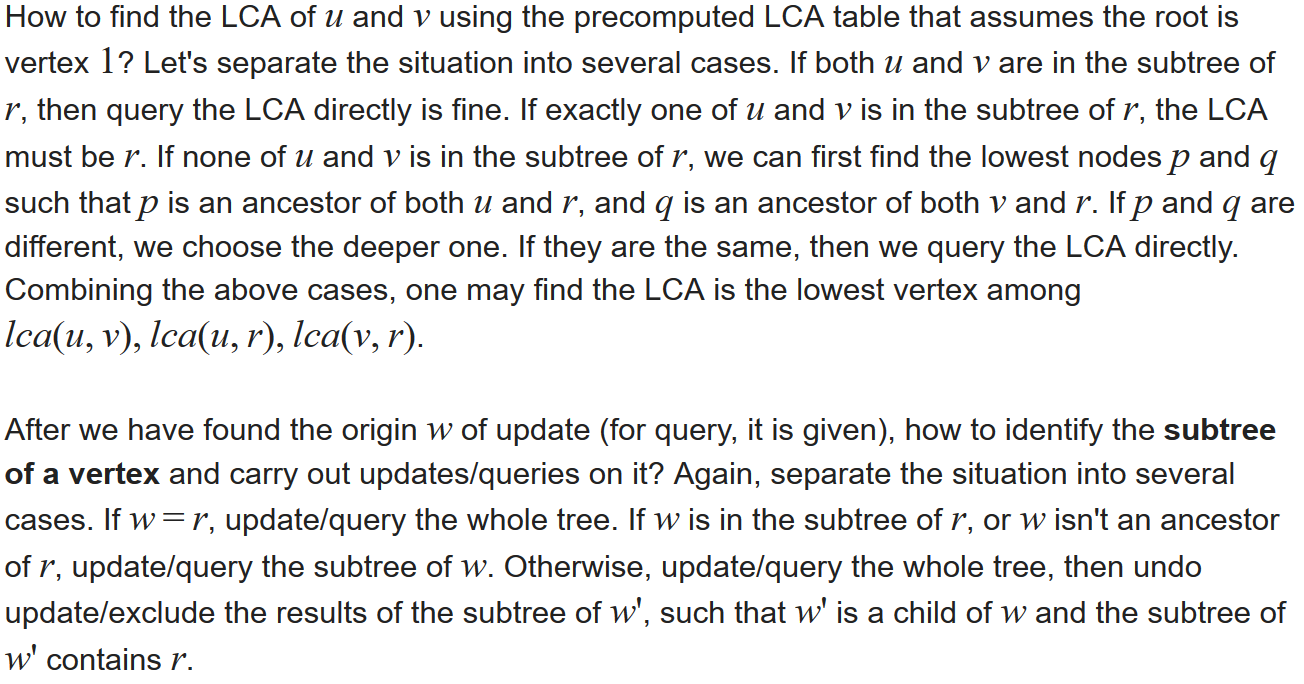 How to find the LCA of u and v using the precomputed LCA table that assumes the root is
vertex 1? Let's separate the situation into several cases. If both u and v are in the subtree of
r, then query the LCA directly is fine. If exactly one of u and v is in the subtree of r, the LCA
must be r. If none of u and v is in the subtree of r, we can first find the lowest nodes p and q
such that p is an ancestor of both u and r, and q is an ancestor of both v and r. If p and q are
different, we choose the deeper one. If they are the same, then we query the LCA directly.
Combining the above cases, one may find the LCA is the lowest vertex among
lca(u, v), lca(u, r), lca(v, r).
After we have found the origin w of update (for query, it is given), how to identify the subtree
of a vertex and carry out updates/queries on it? Again, separate the situation into several
cases. If w = r, update/query the whole tree. If w is in the subtree of r, or w isn't an ancestor
of r, update/query the subtree of w. Otherwise, update/query the whole tree, then undo
update/exclude the results of the subtree of w', such that w' is a child of w and the subtree of
w' contains r.